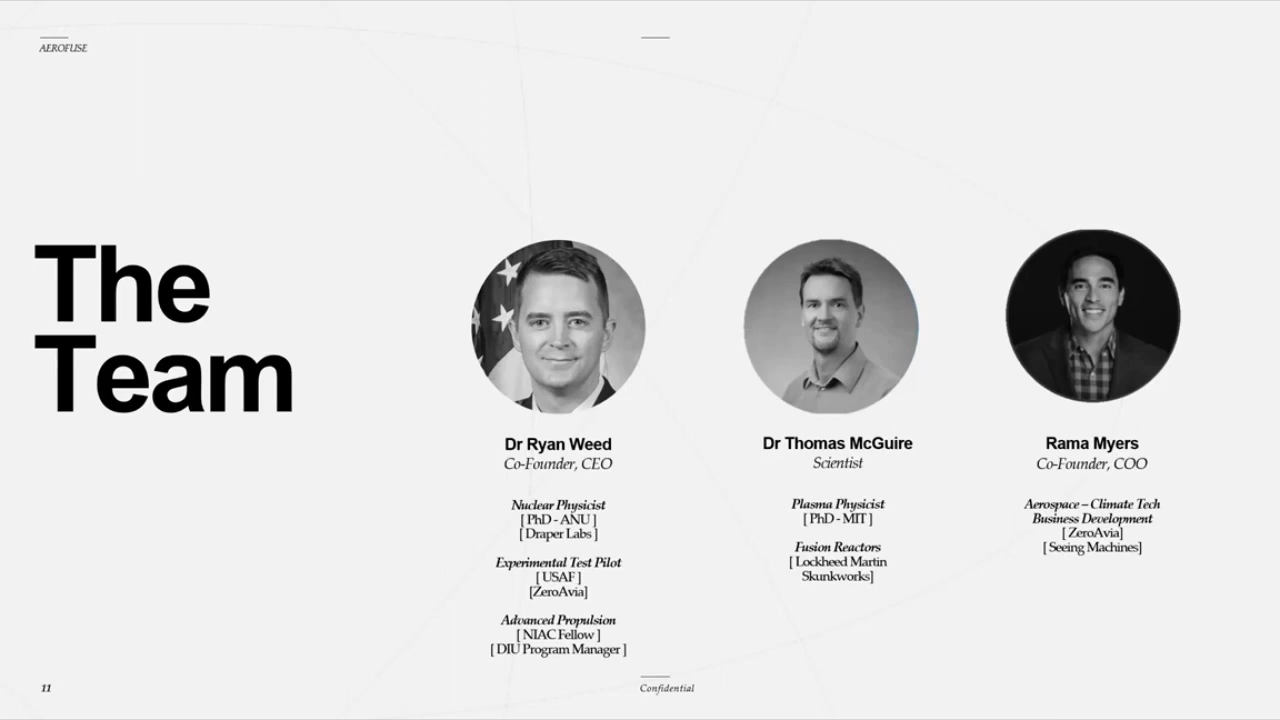 AEROFUSE
The
Team
Dr Ryan Weed
Co-Founder, CEO
Nuclear Physicist
[ PhD - ANU ]
[ Draper Labs ]
Experimental Test Pilot
[ USAF ]
[ZeroAvia]
Advanced Propulsion
[ NIAC Fellow ]
[ DIU Program Manager ]
Dr Thomas McGuire
Scientist
Plasma Physicist
[ PhD - MIT ]
Fusion Reactors
[ Lockheed Martin
Skunkworks]
Rama Myers
Co-Founder, COO
Aerospace – Climate Tech
Business Development
[ ZeroAvia]
[ Seeing Machines]
11
Confidential